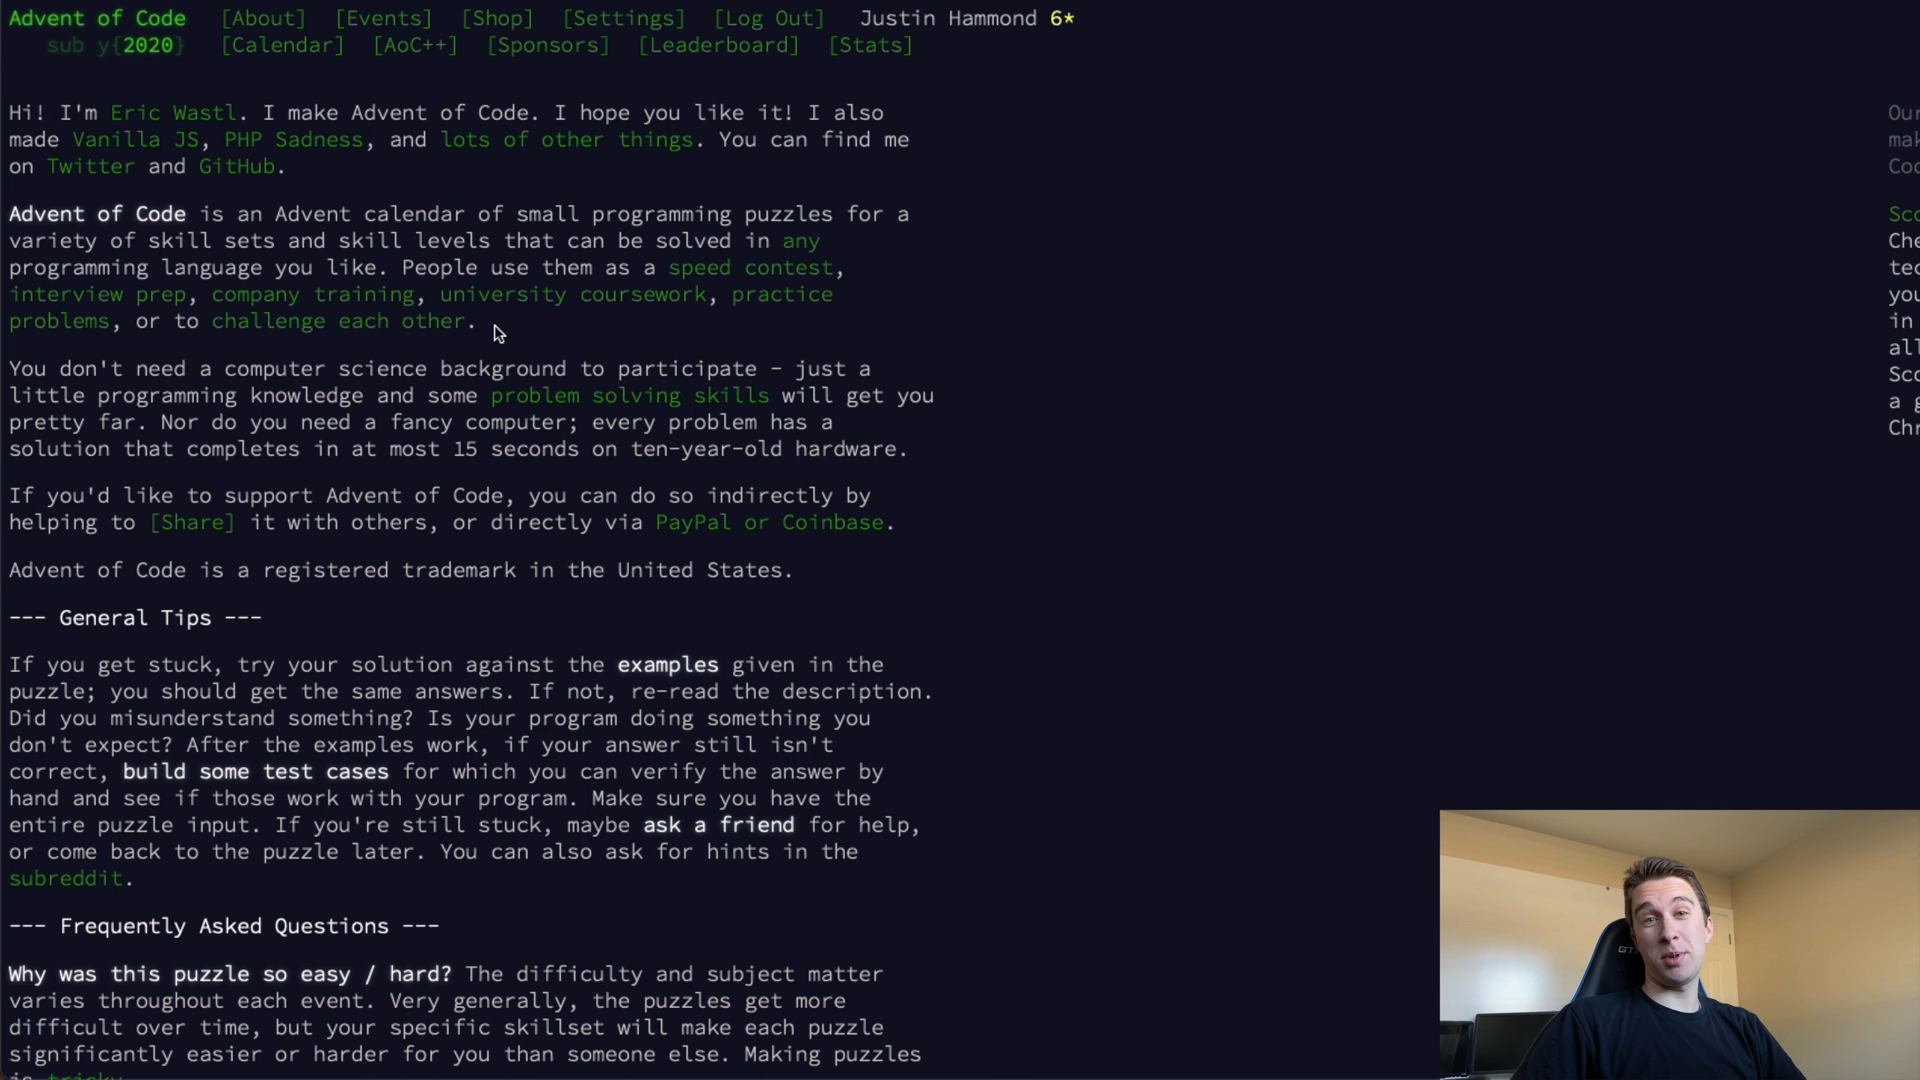 Advent of Code [About] [Events] [Shop] [Settings] [Log Out] Justin Hammond 6*
sub y{2020} [Calendar] [AoC++] [Sponsors] [Leaderboard] [Stats]
Hi! I'm Eric Wastl. I make Advent of Code. I hope you like it! I also
made Vanilla JS, PHP Sadness, and lots of other things. You can find me
on Twitter and GitHub.
Advent of Code is an Advent calendar of small programming puzzles for a
variety of skill sets and skill levels that can be solved in any
programming language you like. People use them as a speed contest,
interview prep, company training, university coursework, practice
problems, or to challenge each other.
You don't need a computer science background to participate - just a
little programming knowledge and some problem solving skills will get you
pretty far. Nor do you need a fancy computer; every problem has a
solution that completes in at most 15 seconds on ten-year-old hardware.
If you'd like to support Advent of Code, you can do so indirectly by
helping to [Share] it with others, or directly via PayPal or Coinbase.
Advent of Code is a registered trademark in the United States.
--- General Tips ---
If you get stuck, try your solution against the examples given in the
puzzle; you should get the same answers. If not, re-read the description.
Did you misunderstand something? Is your program doing something you
don't expect? After the examples work, if your answer still isn't
correct, build some test cases for which you can verify the answer by
hand and see if those work with your program. Make sure you have the
entire puzzle input. If you're still stuck, maybe ask a friend for help,
or come back to the puzzle later. You can also ask for hints in the
subreddit.
--- Frequently Asked Questions ---
Why was this puzzle so easy / hard? The difficulty and subject matter
varies throughout each event. Very generally, the puzzles get more
difficult over time, but your specific skillset will make each puzzle
significantly easier or harder for you than someone else. Making puzzles
is tricky
Our
mak
Coo
Sco
Che
tec
you
in
all
Sco
a g
Chr